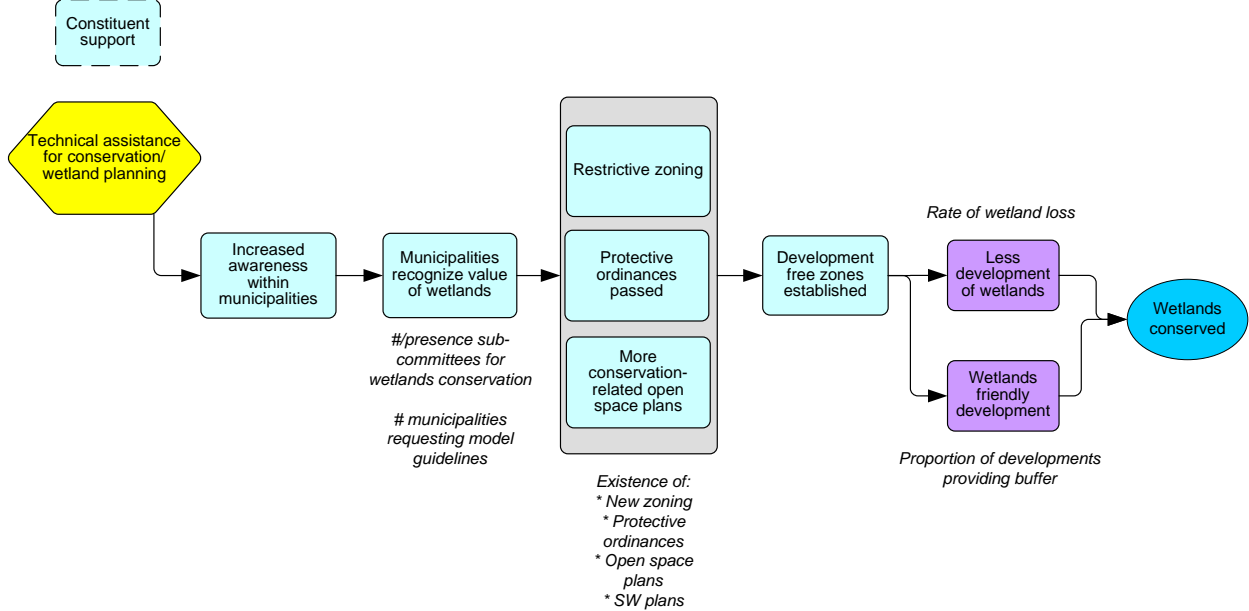 Constituent
support
Technical assistance
for conservation/
wetland planning
Increased
awareness
within
municipalities
Municipalities
recognize value
of wetlands
#/presence sub-
committees for
wetlands conservation
# municipalities
requesting model
guidelines
Restrictive zoning
Protective
ordinances
passed
More
conservation-
related open
space plans
Existence of:
* New zoning
* Protective
ordinances
* Open space
plans
* SW plans
Development
free zones
established
Rate of wetland loss
Less
development
of wetlands
Wetlands
friendly
development
Proportion of developments
providing buffer
Wetlands
conserved